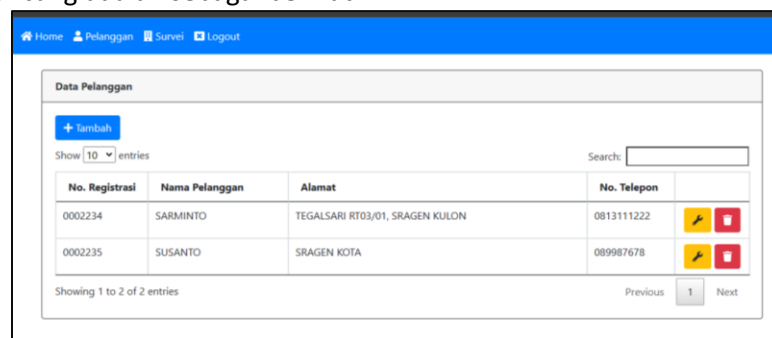 Home Pelanggan Survei Logout
Data Pelanggan
+ Tambah
Show 10 entries Search:
No. Registrasi Nama Pelanggan Alamat No. Telepon
0002234 SARMINTO TEGALSARI RT03/01, SRAGEN KULON 0813111222
0002235 SUSANTO SRAGEN KOTA 089987678
Showing 1 to 2 of 2 entries Previous 1 Next